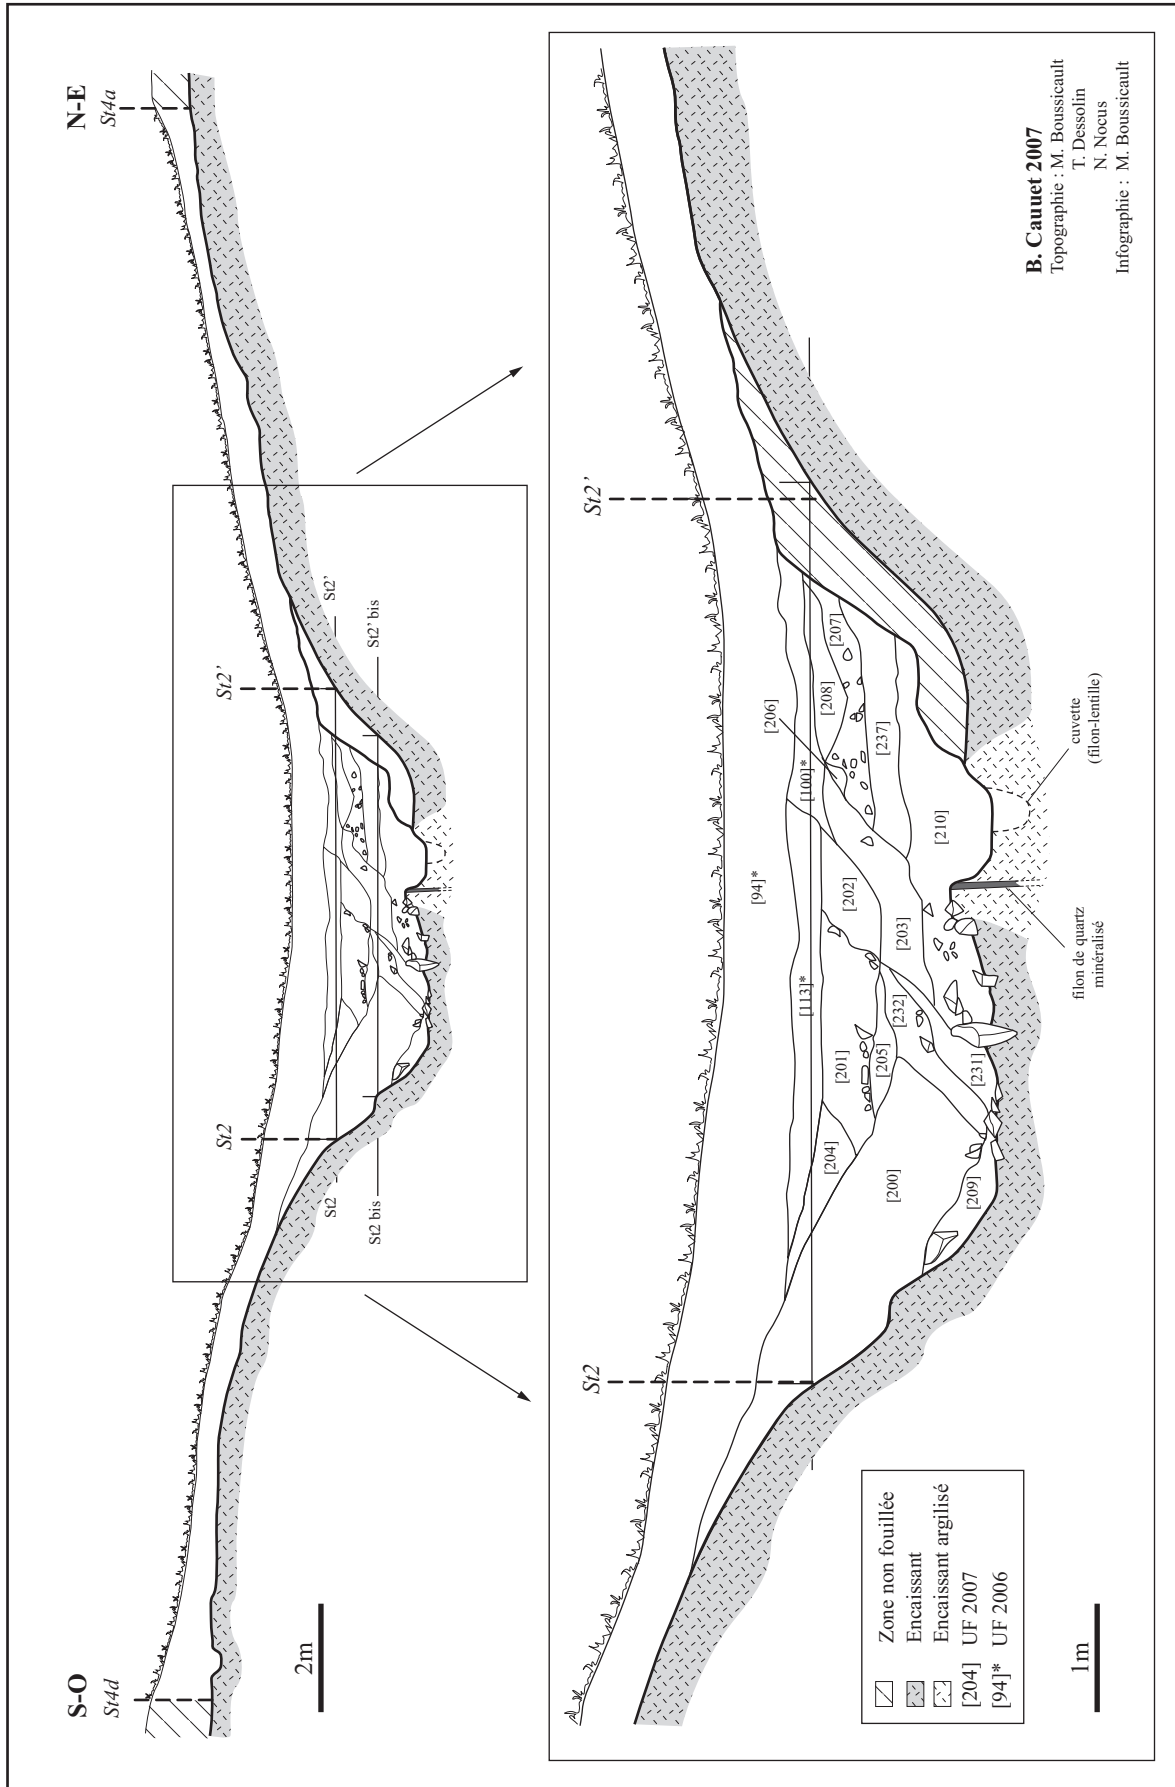 S-O
St4d
N-E
St4a
St2
St2'
St2
St2'
St2 bis
St2' bis
2m
St2
St2'
[94]*
[113]*
[100]*
[206]
[204]
[201]
[202]
[208]
[207]
[205]
[232]
[203]
[237]
[200]
[209]
[231]
[210]
filon de quartz
minéralisé
cuvette
(filon-lentille)
Zone non fouillée
Encaissant
Encaissant argilisé
[204] UF 2007
[94]* UF 2006
1m
B. Cauuet 2007
Topographie : M. Boussicault
T. Dessolin
N. Nocus
Infographie : M. Boussicault